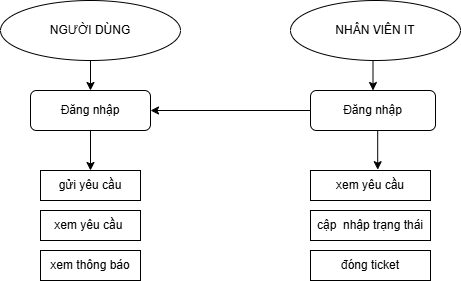 NGƯỜI DÙNG
NHÂN VIÊN IT
Đăng nhập
Đăng nhập
gửi yêu cầu
xem yêu cầu
xem yêu cầu
cập nhập trạng thái
xem thông báo
đóng ticket